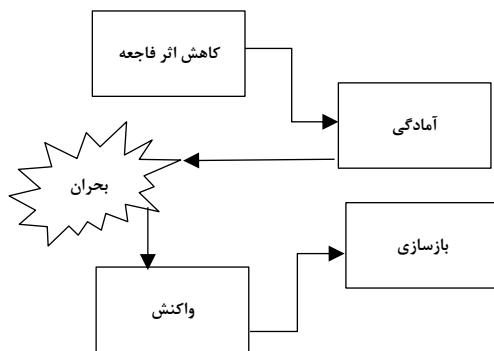 کاهش اثر فاجعه
آمادگی
بحران
بازسازی
واکنش